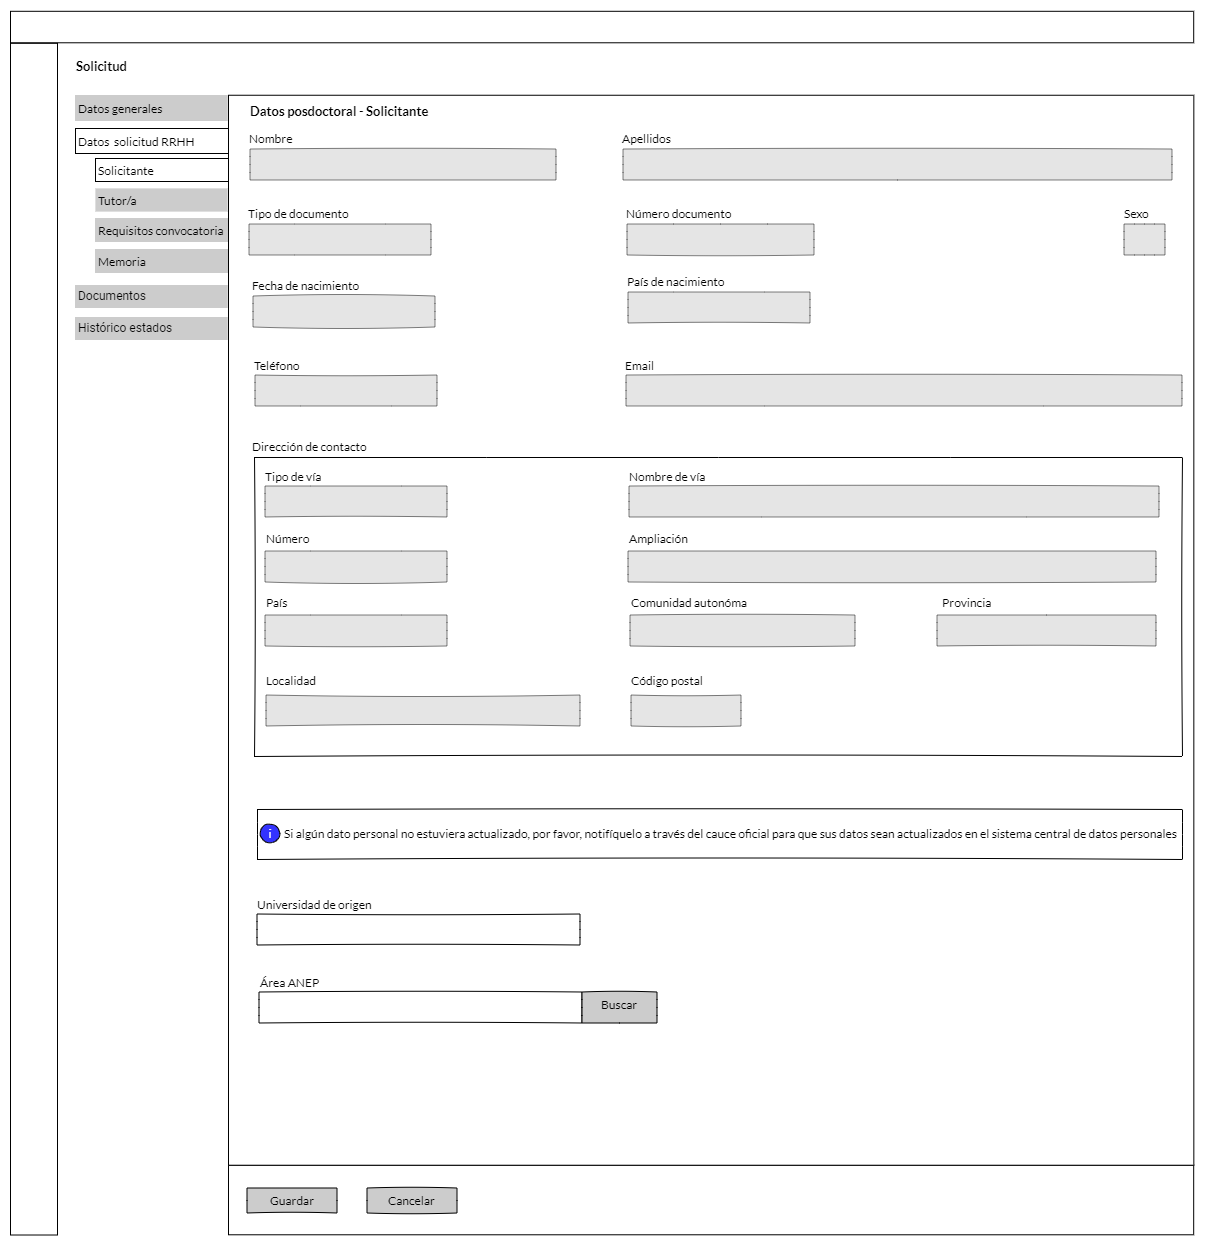 Solicitud
Datos generales
Datos solicitud RRHH
Solicitante
Tutor/a
Requisitos convocatoria
Memoria
Documentos
Histórico estados
Datos posdoctoral - Solicitante
Nombre Apellidos
Tipo de documento Número documento Sexo
Fecha de nacimiento País de nacimiento
Teléfono Email
Dirección de contacto
Tipo de vía Nombre de vía
Número Ampliación
País Comunidad autonóma Provincia
Localidad Código postal
i Si algún dato personal no estuviera actualizado, por favor, notifíquelo a través del cauce oficial para que sus datos sean actualizados en el sistema central de datos personales
Universidad de origen
Área ANEP
Buscar
Guardar Cancelar